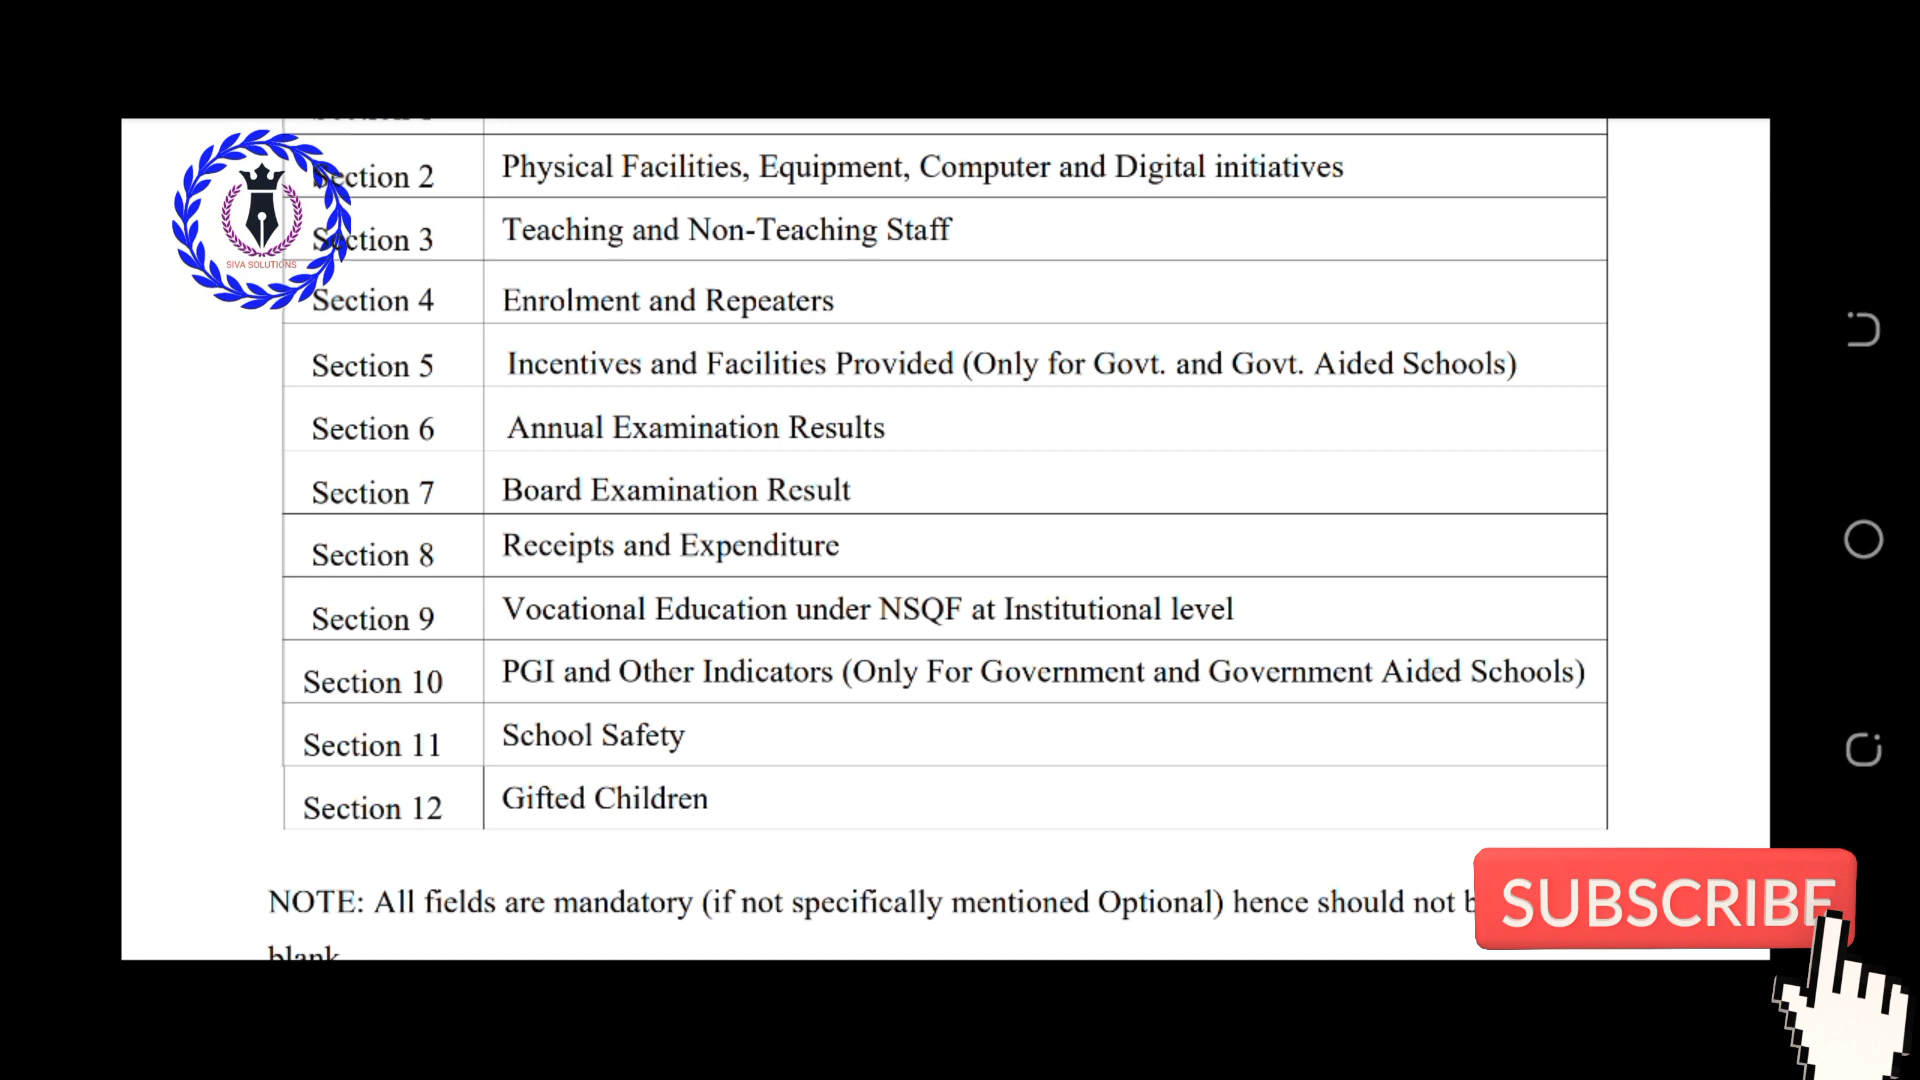 Section 2 Physical Facilities, Equipment, Computer and Digital initiatives
Section 3 Teaching and Non-Teaching Staff
SIVA SOLUTIONS
Section 4 Enrolment and Repeaters
Section 5 Incentives and Facilities Provided (Only for Govt. and Govt. Aided Schools)
Section 6 Annual Examination Results
Section 7 Board Examination Result
Section 8 Receipts and Expenditure
Section 9 Vocational Education under NSQF at Institutional level
Section 10 PGI and Other Indicators (Only For Government and Government Aided Schools)
Section 11 School Safety
Section 12 Gifted Children
NOTE: All fields are mandatory (if not specifically mentioned Optional) hence should not
blank
SUBSCRIBE